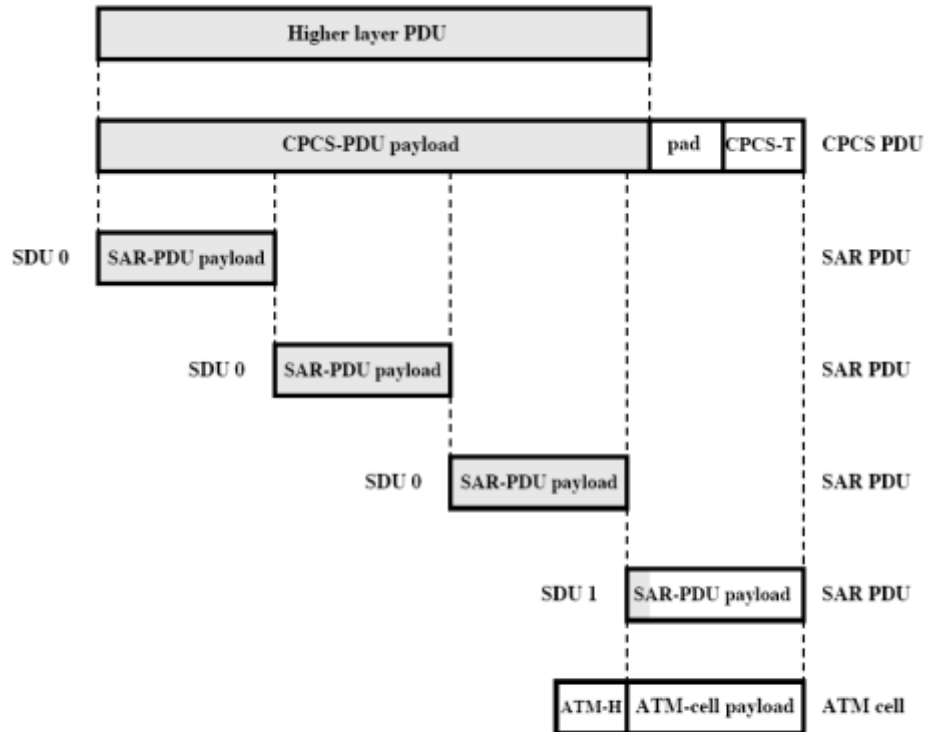 Higher layer PDU
CPCS-PDU payload pad CPCS-T CPCS PDU
SDU 0 SAR-PDU payload SAR PDU
SDU 0 SAR-PDU payload SAR PDU
SDU 0 SAR-PDU payload SAR PDU
SDU 1 SAR-PDU payload SAR PDU
ATM-H ATM-cell payload ATM cell